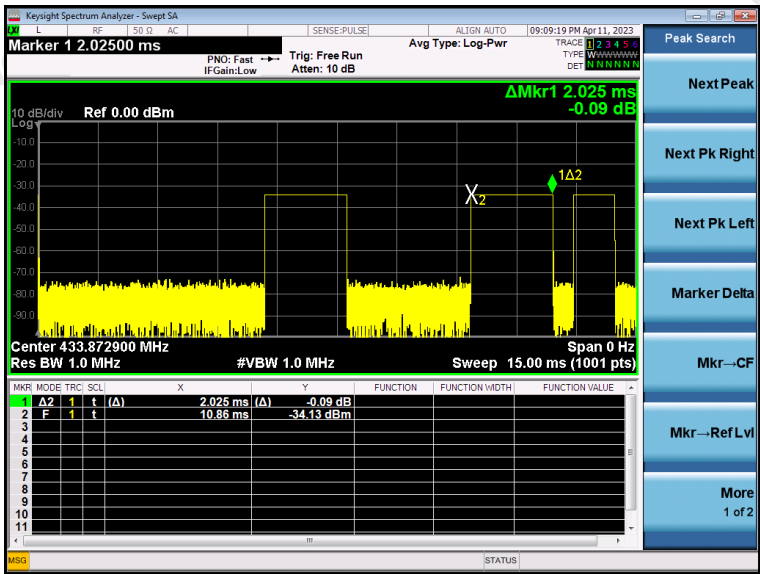 Keysight Spectrum Analyzer - Swept SA
LXI L RF 50 Ω AC SENSE:PULSE ALIGN AUTO 09:09:19 PM Apr 11, 2023
Marker 1 2.02500 ms
PNO: Fast
IFGain:Low
Trig: Free Run
Atten: 10 dB
Avg Type: Log-Pwr
TRACE 1 2 3 4 5 6
TYPE WWWWWW
DET N N N N N N
ΔMkr1 2.025 ms
-0.09 dB
10 dB/div Ref 0.00 dBm
Log
-10.0
-20.0
-30.0
-40.0
-50.0
-60.0
-70.0
-80.0
-90.0
1Δ2
X2
Center 433.872900 MHz Span 0 Hz
Res BW 1.0 MHz #VBW 1.0 MHz Sweep 15.00 ms (1001 pts)
MKR MODE TRC SCL X Y FUNCTION FUNCTION WIDTH FUNCTION VALUE
1 Δ2 1 t (Δ) 2.025 ms (Δ) -0.09 dB
2 F 1 t 10.86 ms -34.13 dBm
3
4
5
6
7
8
9
10
11
MSG STATUS
Peak Search
Next Peak
Next Pk Right
Next Pk Left
Marker Delta
Mkr→CF
Mkr→Ref Lvl
More
1 of 2